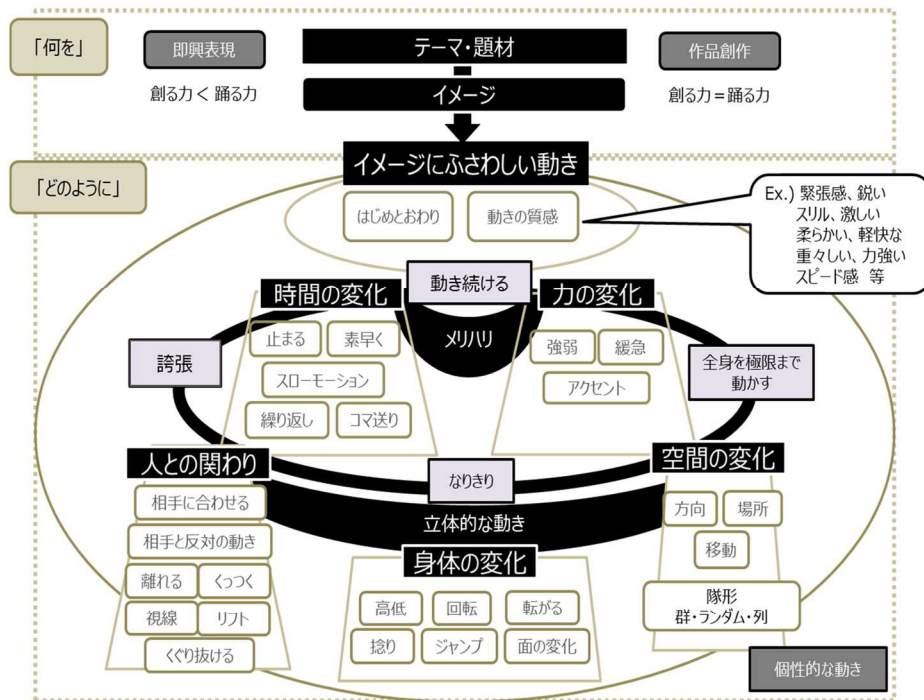 「何を」
即興表現
テーマ・題材
作品創作
創る力 < 踊る力
イメージ
創る力 = 踊る力
イメージにふさわしい動き
「どのように」
はじめとおわり
動きの質感
Ex.) 緊張感、鋭い
スリル、激しい
柔らかい、軽快な
重々しい、力強い
スピード感 等
動き続ける
時間の変化
力の変化
メリハリ
止まる
素早く
スローモーション
繰り返し
コマ送り
強弱
緩急
アクセント
誇張
全身を極限まで
動かす
人との関わり
なりきり
空間の変化
立体的な動き
相手に合わせる
相手と反対の動き
離れる
くっつく
視線
リフト
くぐり抜ける
身体の変化
高低
回転
転がる
捻り
ジャンプ
面の変化
方向
場所
移動
隊形
群・ランダム・列
個性的な動き